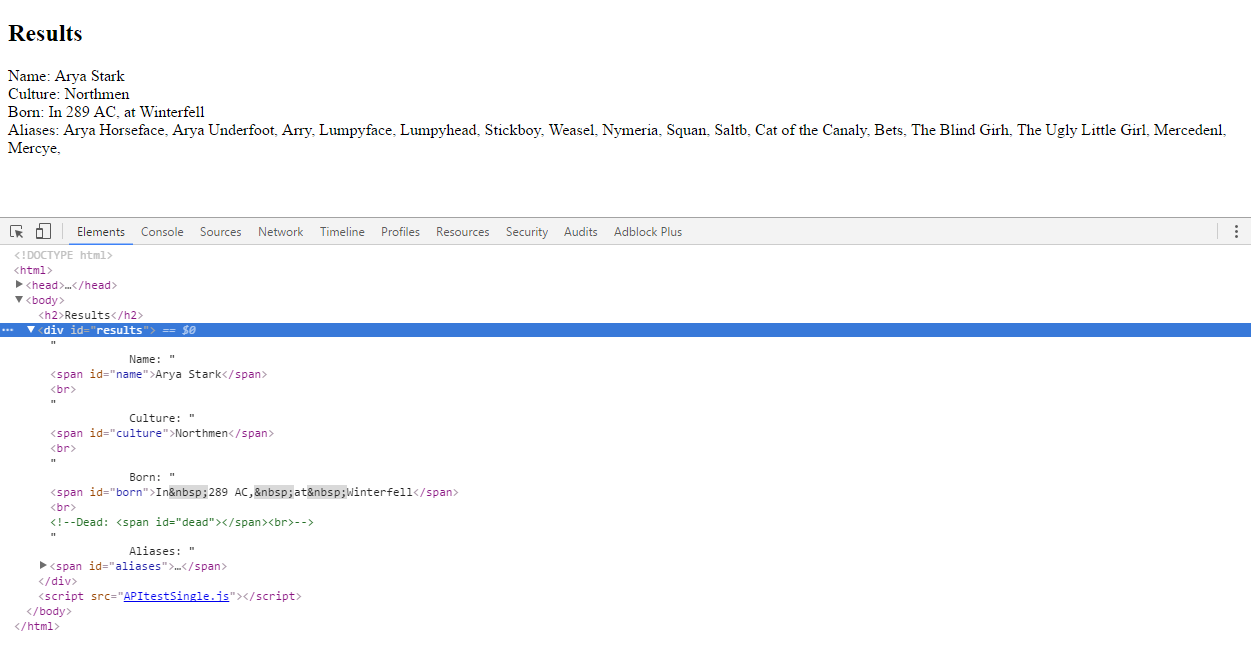 Results
Name: Arya Stark
Culture: Northmen
Born: In 289 AC, at Winterfell
Aliases: Arya Horseface, Arya Underfoot, Arry, Lumpyface, Lumpyhead, Stickboy, Weasel, Nymeria, Squan, Saltb, Cat of the Canaly, Bets, The Blind Girh, The Ugly Little Girl, Mercedenl,
Mercye,
Elements Console Sources Network Timeline Profiles Resources Security Audits Adblock Plus
<!DOCTYPE html>
<html>
<head>…</head>
<body>
<h2>Results</h2>
<div id="results"> == $0
"
Name: "
<span id="name">Arya Stark</span>
<br>
"
Culture: "
<span id="culture">Northmen</span>
<br>
"
Born: "
<span id="born">In&nbsp;289 AC,&nbsp;at&nbsp;Winterfell</span>
<br>
<!--Dead: <span id="dead"></span><br>-->
"
Aliases: "
<span id="aliases">…</span>
</div>
<script src="APItestSingle.js"></script>
</body>
</html>